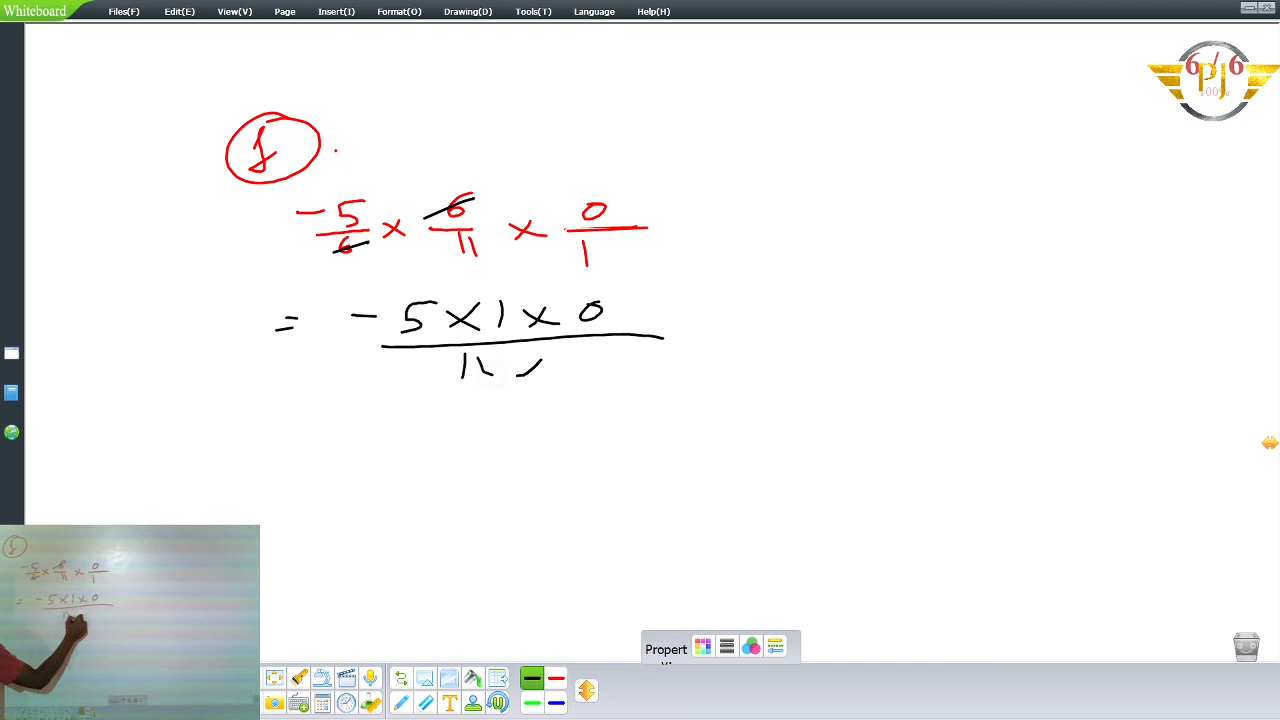 Whiteboard Files(F) Edit(E) View(V) Page Insert(I) Format(O) Drawing(D) Tools(T) Language Help(H)
6/6
PJ
100%
f.
-5/6 × 6/11 × 0/1
= -5×1×0
11
Propert